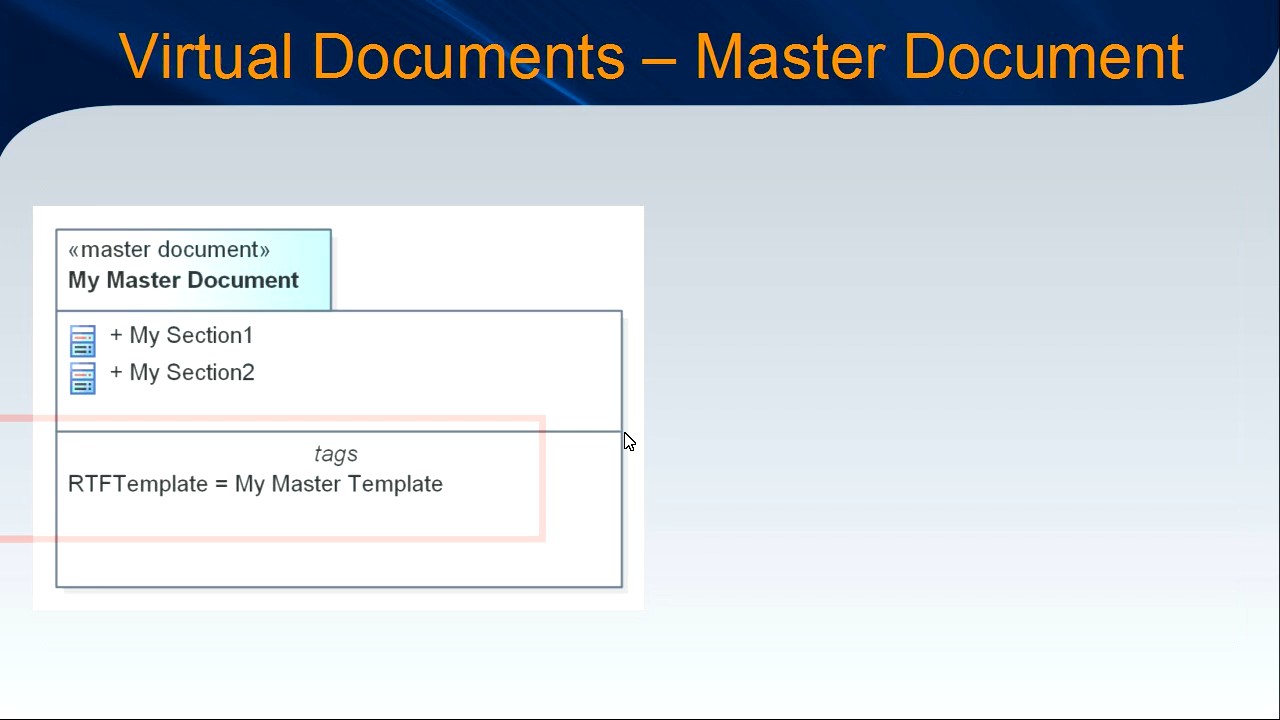 Virtual Documents – Master Document
«master document»
My Master Document
+ My Section1
+ My Section2
tags
RTFTemplate = My Master Template